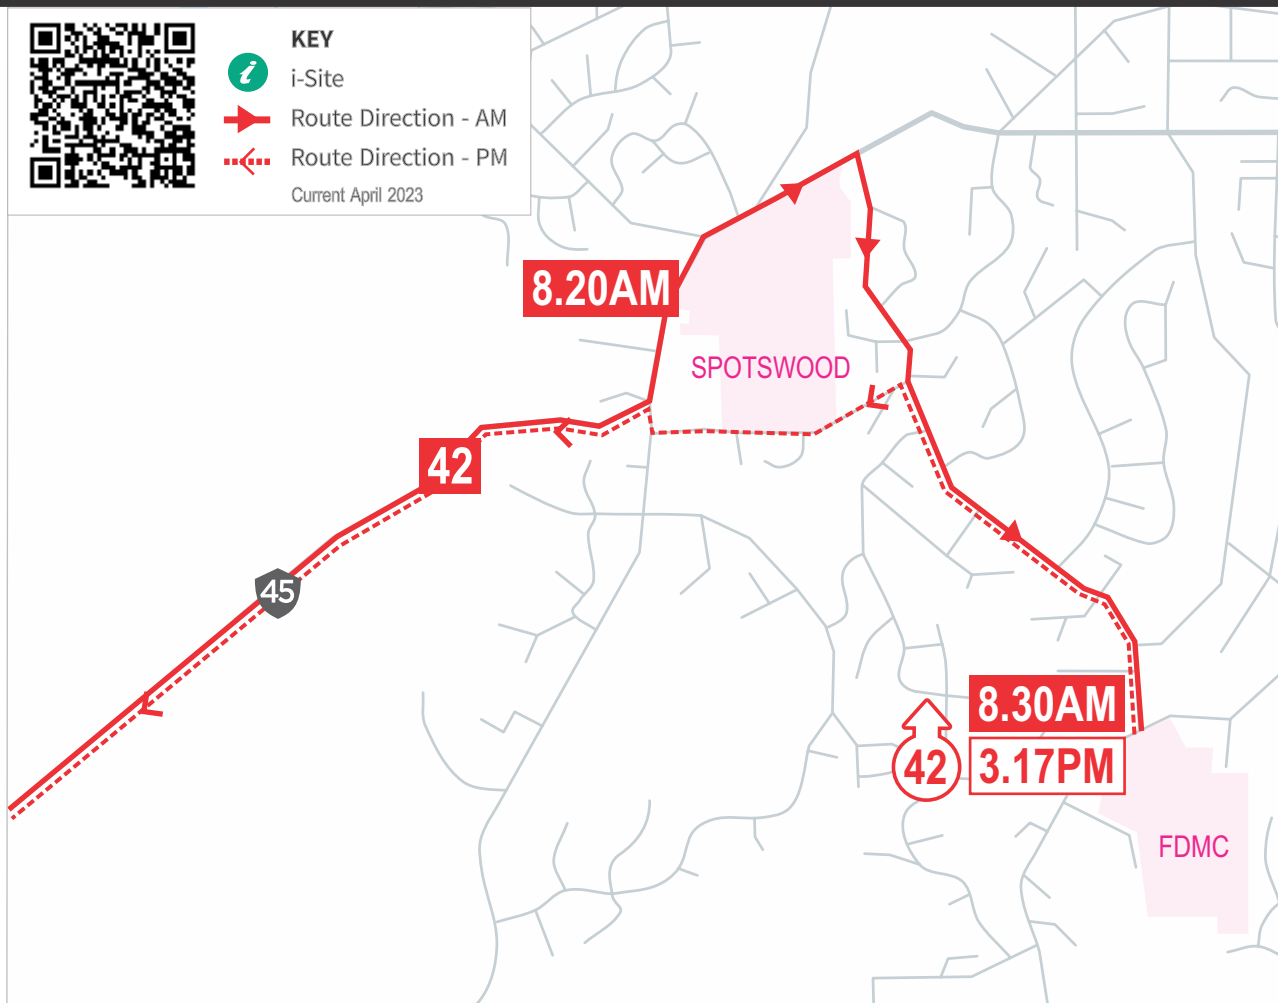 KEY
i-Site
Route Direction - AM
Route Direction - PM
Current April 2023
8.20AM
SPOTSWOOD
42
45
8.30AM
42
3.17PM
FDMC